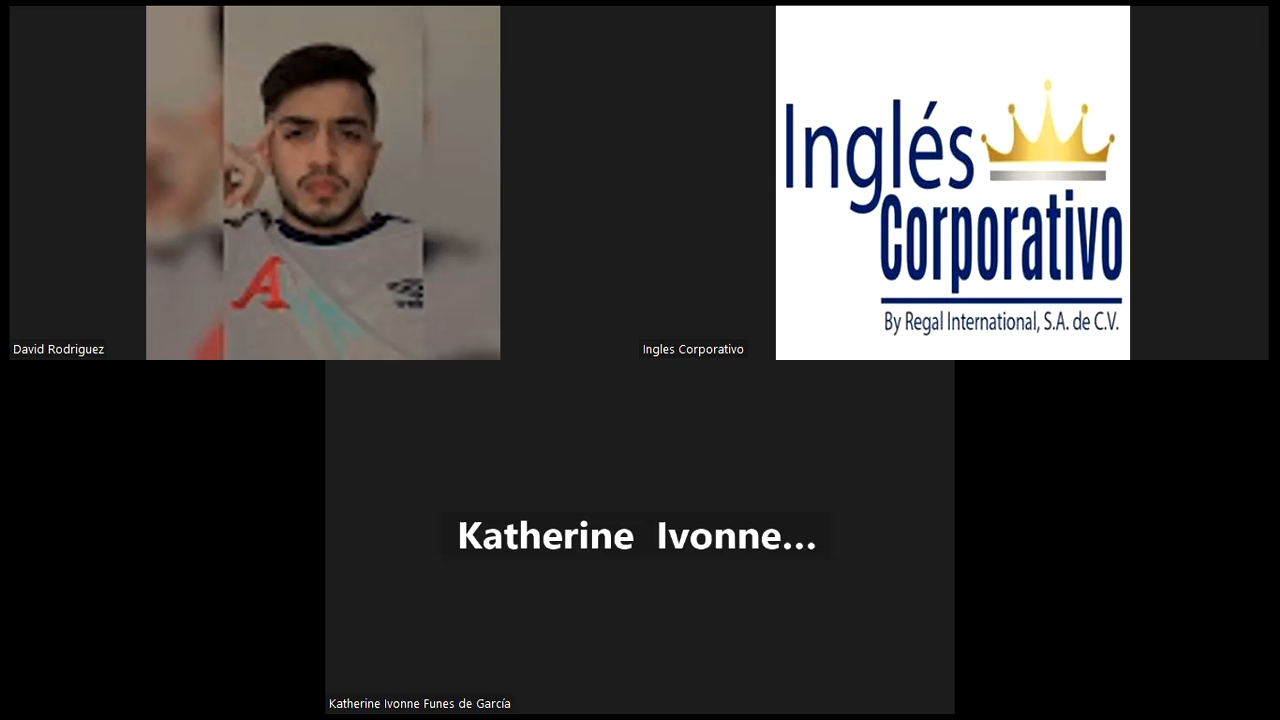 A
David Rodriguez
Inglés
Corporativo
By Regal International, S.A. de C.V.
Ingles Corporativo
Katherine Ivonne...
Katherine Ivonne Funes de García